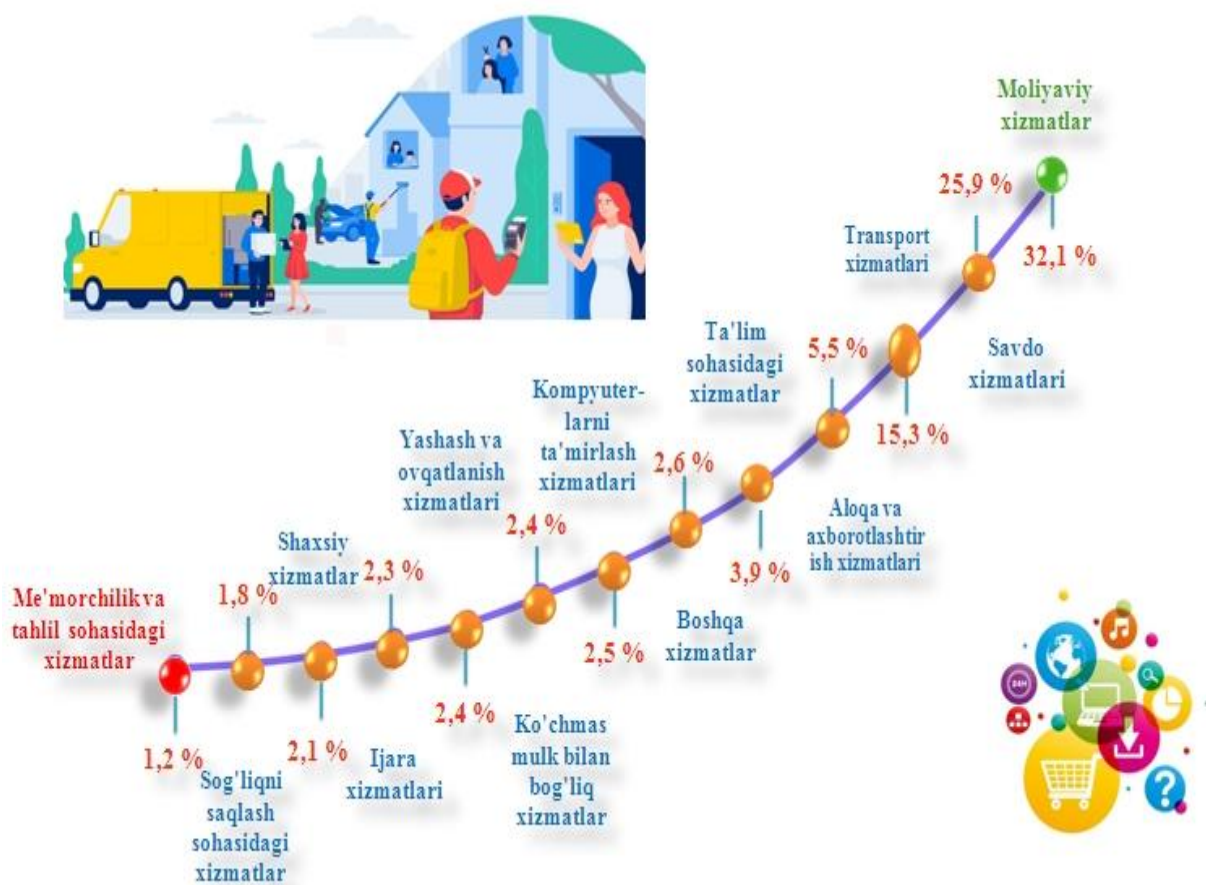 Moliyaviy
xizmatlar
25,9 %
32,1 %
Transport
xizmatlari
Savdo
xizmatlari
Ta'lim
sohasidagi
xizmatlar
5,5 %
15,3 %
Kompyuter-
larni
ta'mirlash
xizmatlari
2,6 %
Aloqa va
axborotlashtir
ish xizmatlari
3,9 %
Yashash va
ovqatlanish
xizmatlari
2,4 %
Boshqa
xizmatlar
2,5 %
Shaxsiy
xizmatlar
2,3 %
Ko'chmas
mulk bilan
bog'liq
xizmatlar
2,4 %
Me'morchilik va
tahlil sohasidagi
xizmatlar
1,8 %
1,2 %
2,1 %
Ijara
xizmatlari
Sog'liqni
saqlash
sohasidagi
xizmatlar
24H
?